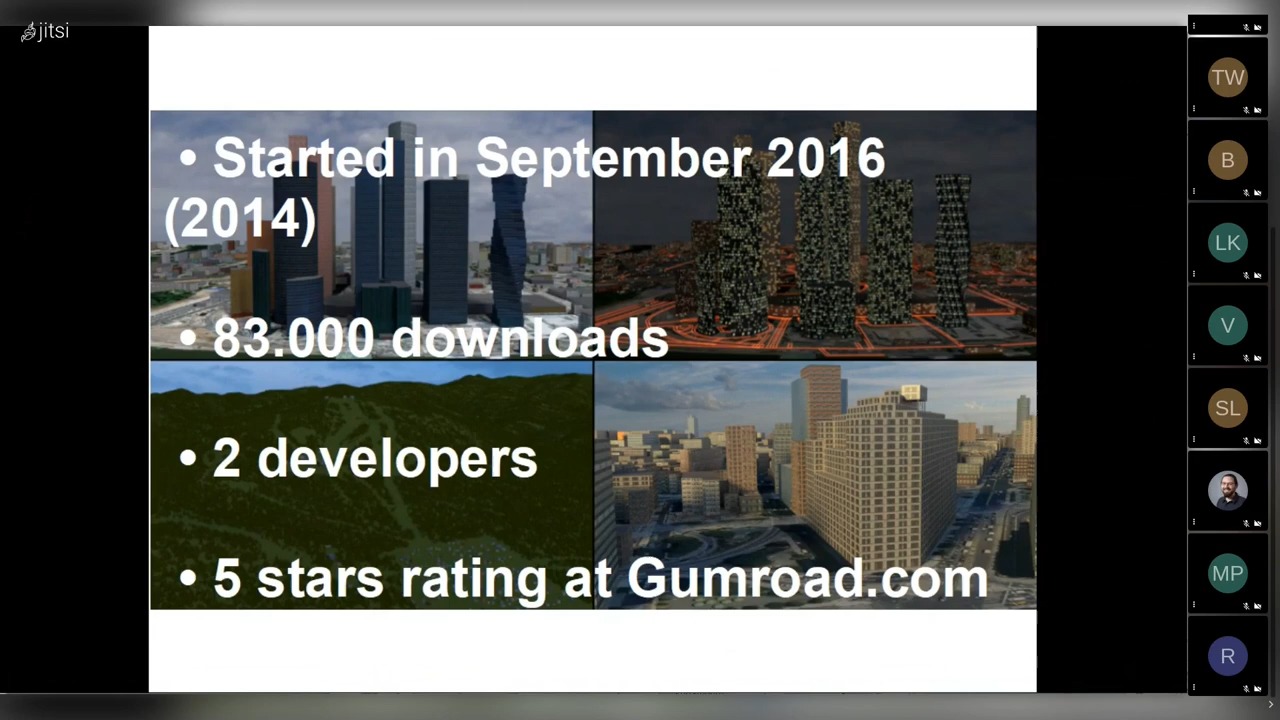 jitsi
• Started in September 2016
(2014)
• 83.000 downloads
• 2 developers
• 5 stars rating at Gumroad.com
TW
B
LK
V
SL
MP
R